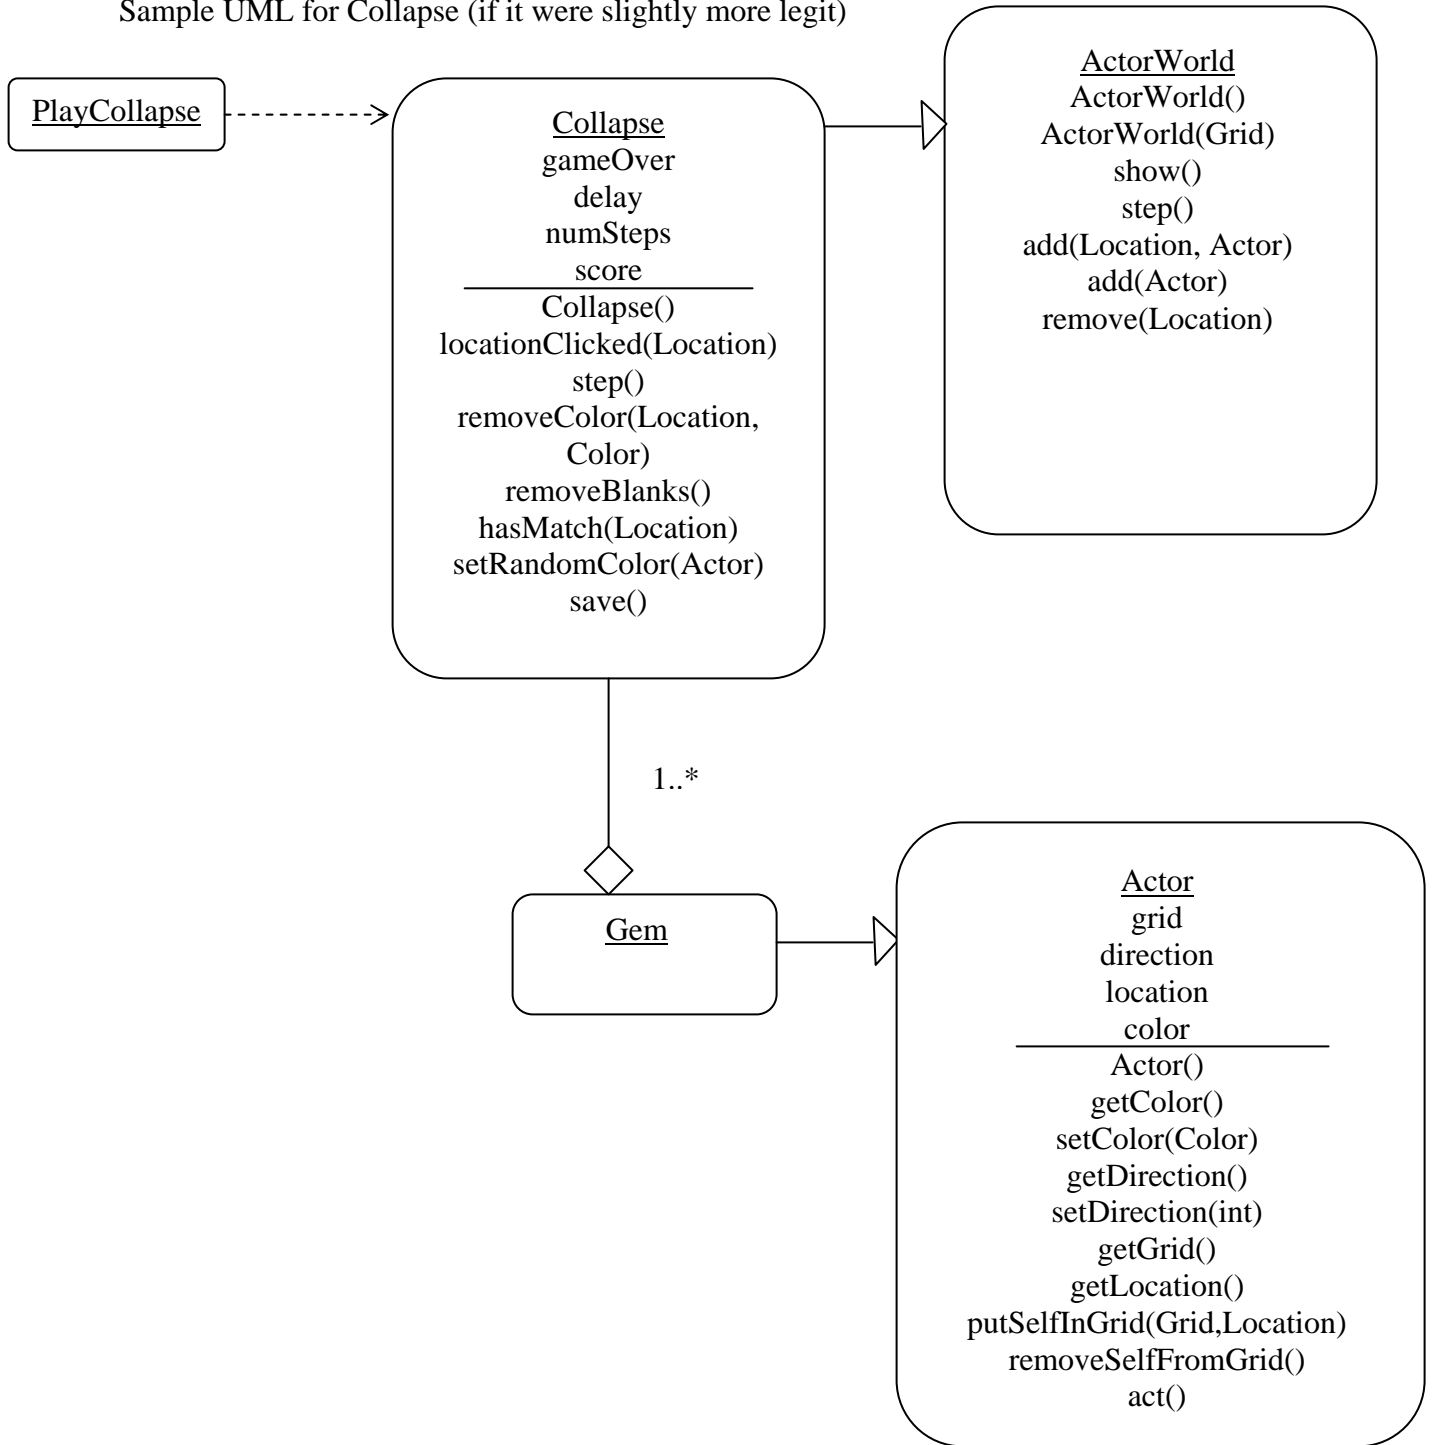 Sample UML for Collapse (if it were slightly more legit)
PlayCollapse
Collapse
gameOver
delay
numSteps
score
Collapse()
locationClicked(Location)
step()
removeColor(Location,
Color)
removeBlanks()
hasMatch(Location)
setRandomColor(Actor)
save()
ActorWorld
ActorWorld()
ActorWorld(Grid)
show()
step()
add(Location, Actor)
add(Actor)
remove(Location)
1..*
Gem
Actor
grid
direction
location
color
Actor()
getColor()
setColor(Color)
getDirection()
setDirection(int)
getGrid()
getLocation()
putSelfInGrid(Grid,Location)
removeSelfFromGrid()
act()